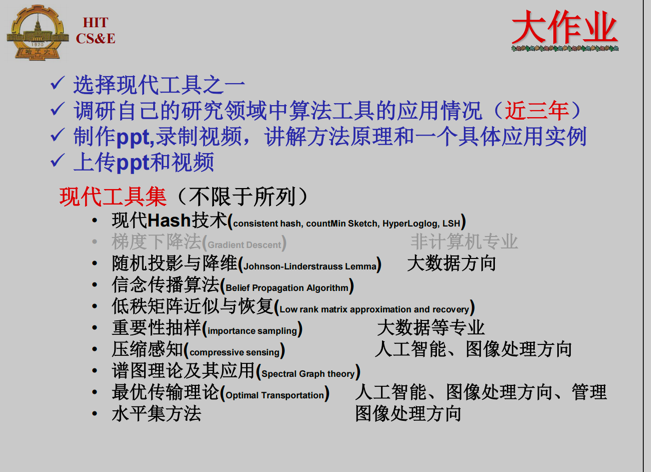 HIT
CS&E
大作业
✓ 选择现代工具之一
✓ 调研自己的研究领域中算法工具的应用情况（近三年）
✓ 制作ppt,录制视频，讲解方法原理和一个具体应用实例
✓ 上传ppt和视频
现代工具集（不限于所列）
• 现代Hash技术(consistent hash, countMin Sketch, HyperLoglog, LSH)
• 梯度下降法(Gradient Descent) 非计算机专业
• 随机投影与降维(Johnson-Linderstrauss Lemma) 大数据方向
• 信念传播算法(Belief Propagation Algorithm)
• 低秩矩阵近似与恢复(Low rank matrix approximation and recovery)
• 重要性抽样(importance sampling) 大数据等专业
• 压缩感知(compressive sensing) 人工智能、图像处理方向
• 谱图理论及其应用(Spectral Graph theory)
• 最优传输理论(Optimal Transportation) 人工智能、图像处理方向、管理
• 水平集方法 图像处理方向